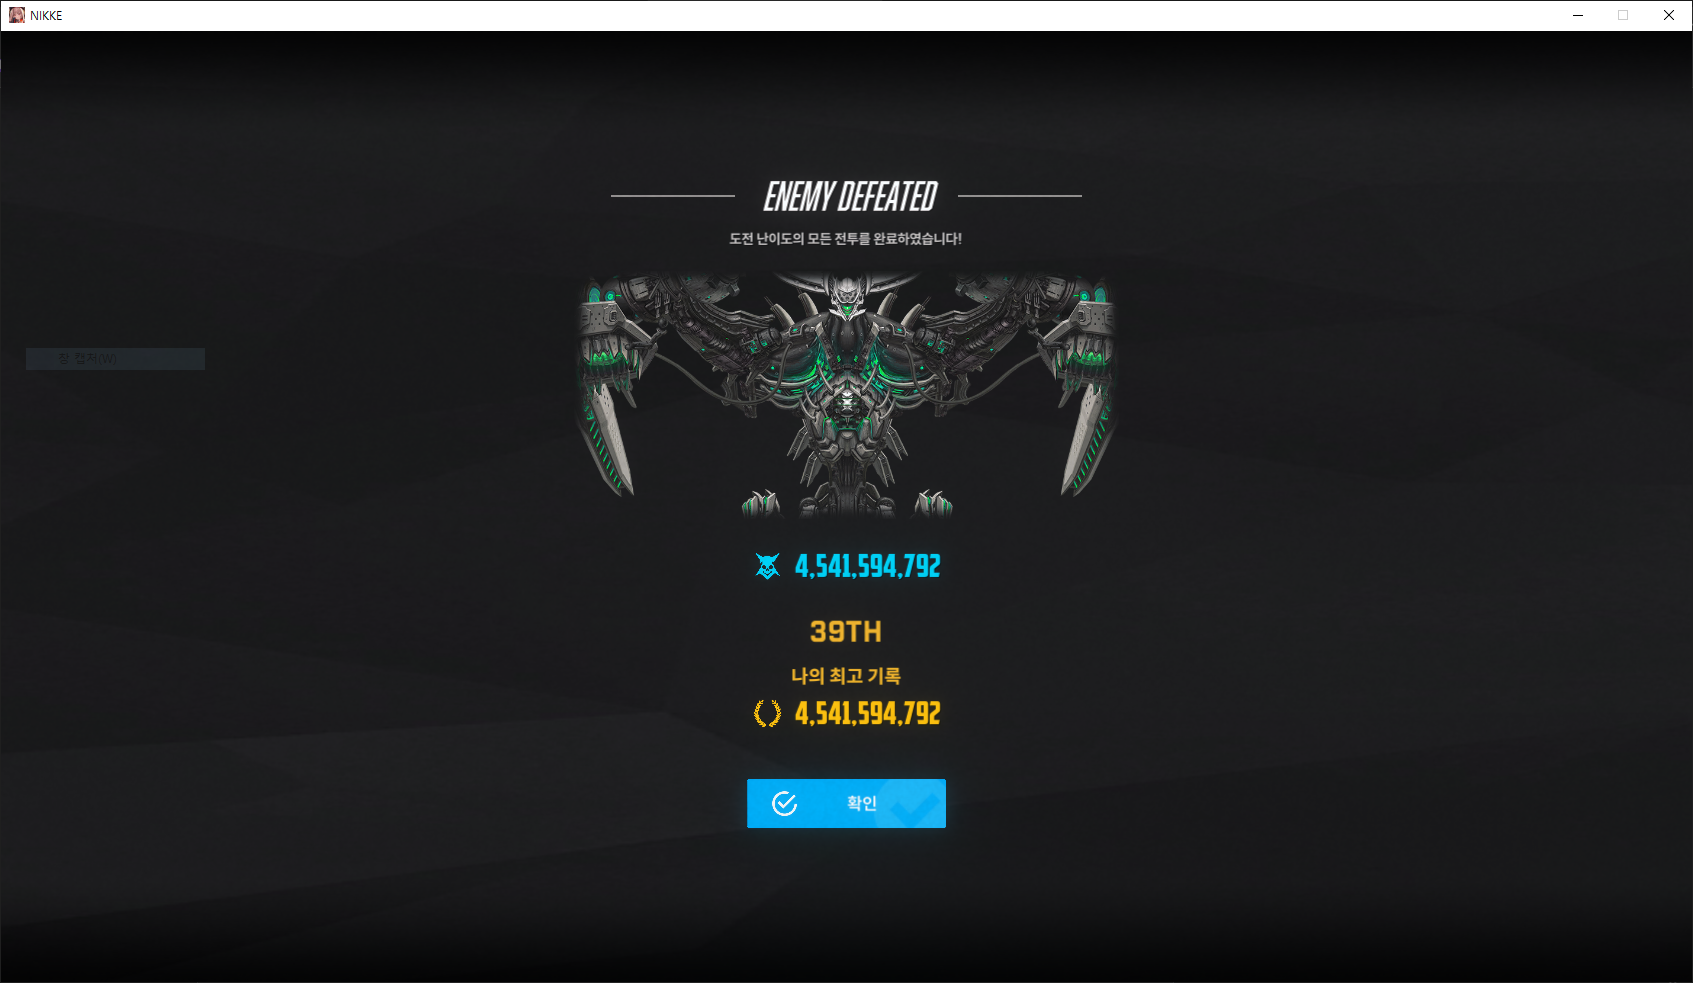 NIKKE
ENEMY DEFEATED
도전 난이도의 모든 전투를 완료하였습니다!
창 캡처(W)
4,541,594,792
39TH
나의 최고 기록
4,541,594,792
확인